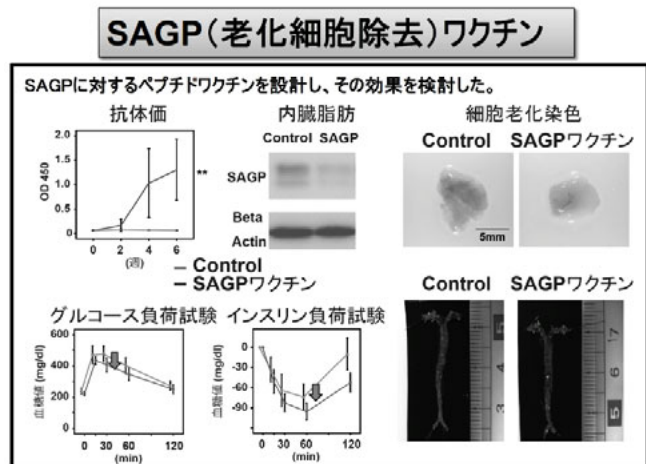 SAGP(老化細胞除去)ワクチン
SAGPに対するペプチドワクチンを設計し、その効果を検討した。
抗体価
OD 450
2.0
1.5
1.0
0.5
0
**
0 2 4 6
(週)
Control
SAGPワクチン
内臓脂肪
Control SAGP
SAGP
Beta
Actin
細胞老化染色
Control SAGPワクチン
5mm
グルコース負荷試験
血糖値 (mg/dl)
600
400
200
0
0 30 60 120
(min)
インスリン負荷試験
血糖値 (mg/dl)
0
-30
-60
-90
0 30 60 120
(min)
Control SAGPワクチン
5
4
3
7
6
5